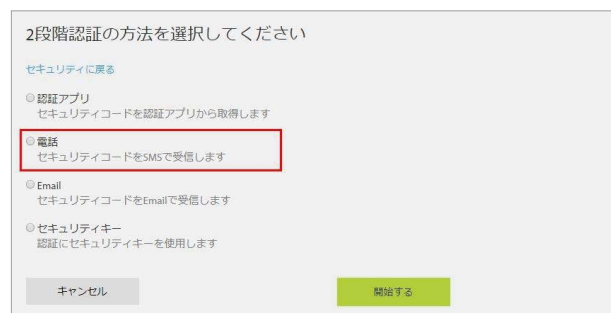 2段階認証の方法を選択してください
セキュリティに戻る
認証アプリ
セキュリティコードを認証アプリから取得します
電話
セキュリティコードをSMSで受信します
Email
セキュリティコードをEmailで受信します
セキュリティキー
認証にセキュリティキーを使用します
キャンセル
開始する